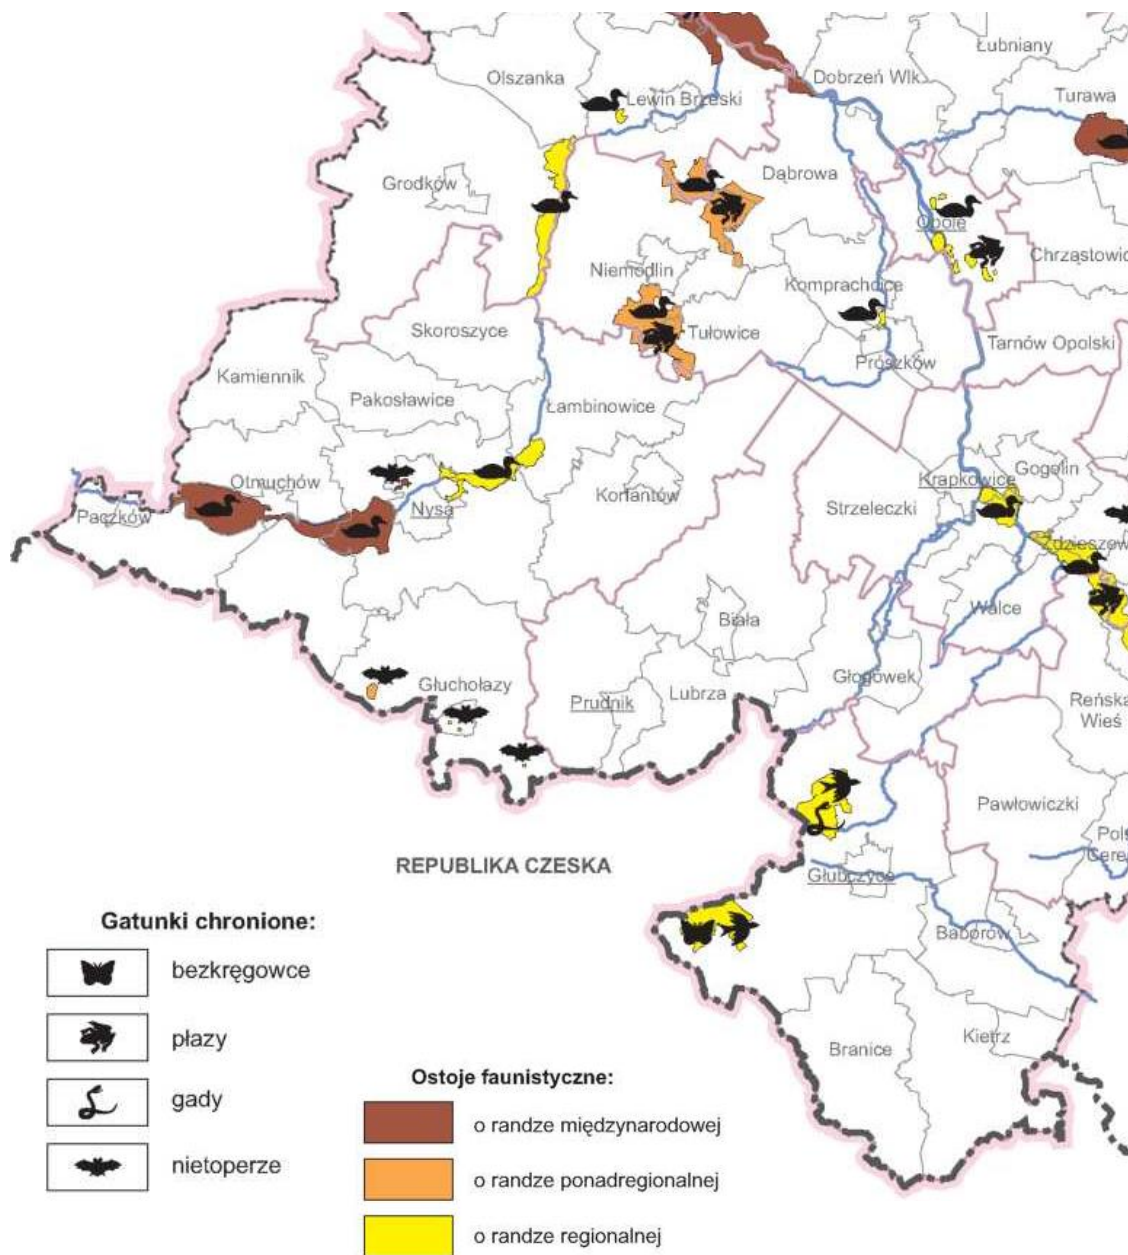 Łubniany
Olszanka
Dobrzeń Wlk.
Lewin Brzeski
Turawa
Grodków
Dąbrowa
Opole
Chrząstowic
Niemodlin
Komprachcice
Skoroszyce
Tułowice
Tarnów Opolski
Prószków
Kamiennik
Pakosławice
Łambinowice
Otmuchów
Gogolin
Krapkowice
Korfantów
Strzeleczki
Nysa
Paczków
Zdzieszew
Walce
Biała
Głuchołazy
Głogówek
Lubrza
Prudnik
Reńska
Wieś
Pawłowiczki
Pols
Cerek
REPUBLIKA CZESKA
Głubczyce
Baborów
Kietrz
Branice
Gatunki chronione:
bezkręgowce
płazy
gady
nietoperze
Ostoje faunistyczne:
o randze międzynarodowej
o randze ponadregionalnej
o randze regionalnej